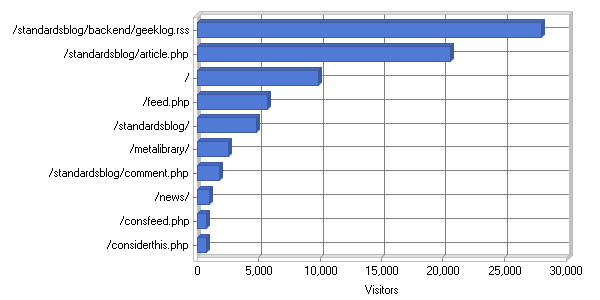 /standardsblog/backend/geeklog.rss
/standardsblog/article.php
/
/feed.php
/standardsblog/
/metalibrary/
/standardsblog/comment.php
/news/
/consfeed.php
/considerthis.php
0 5,000 10,000 15,000 20,000 25,000 30,000
Visitors